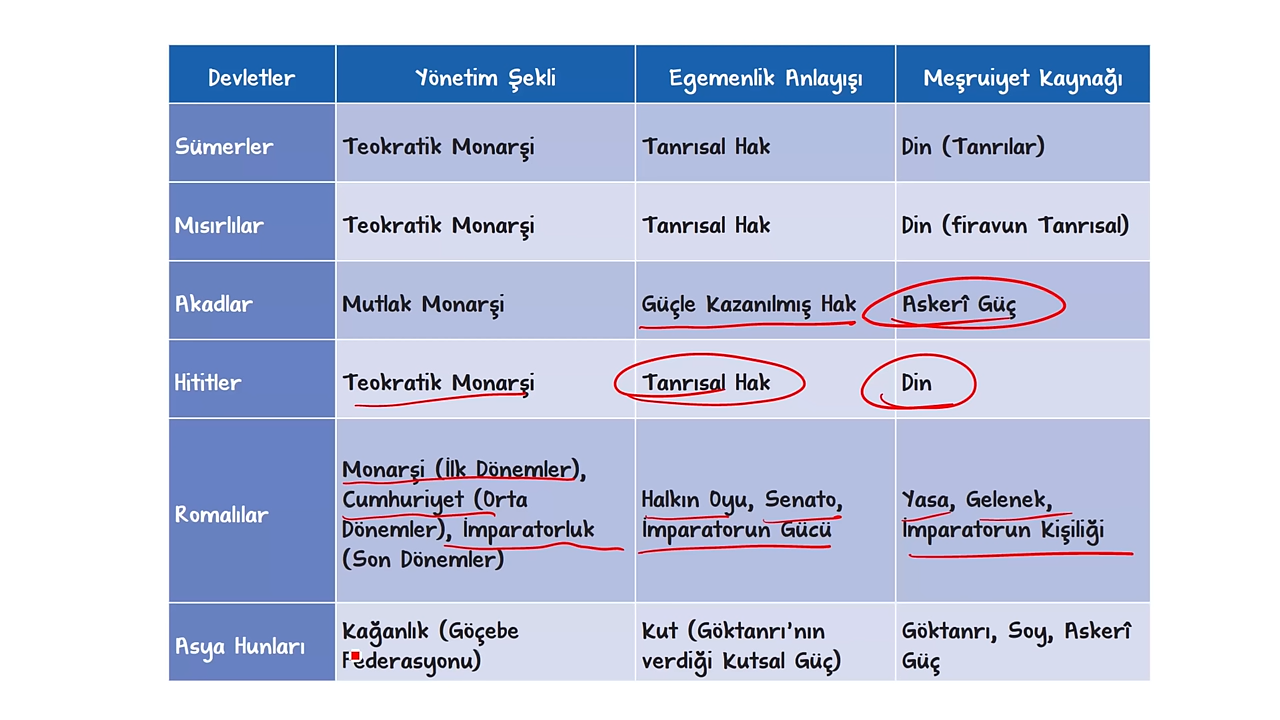 Devletler Yönetim Şekli Egemenlik Anlayışı Meşruiyet Kaynağı
Sümerler Teokratik Monarşi Tanrısal Hak Din (Tanrılar)
Mısırlılar Teokratik Monarşi Tanrısal Hak Din (firavun Tanrısal)
Akadlar Mutlak Monarşi Güçle Kazanılmış Hak Askerî Güç
Hititler Teokratik Monarşi Tanrısal Hak Din
Romalılar
Monarşi (İlk Dönemler),
Cumhuriyet (Orta
Dönemler), İmparatorluk
(Son Dönemler)
Halkın Oyu, Senato,
İmparatorun Gücü
Yasa, Gelenek,
İmparatorun Kişiliği
Asya Hunları
Kağanlık (Göçebe
Federasyonu)
Kut (Göktanrı'nın
verdiği Kutsal Güç)
Göktanrı, Soy, Askerî
Güç